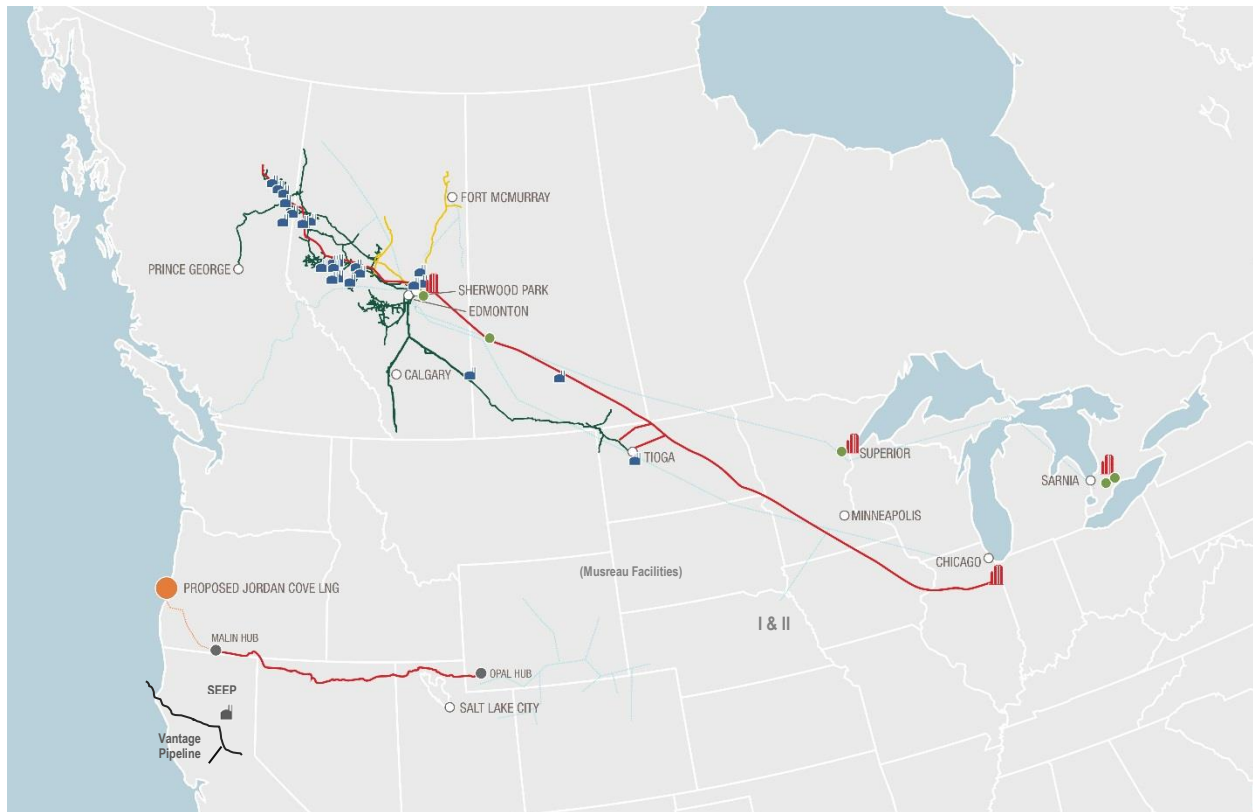 FORT MCMURRAY
PRINCE GEORGE
SHERWOOD PARK
EDMONTON
CALGARY
TIOGA
SUPERIOR
SARNIA
MINNEAPOLIS
CHICAGO
(Musreau Facilities)
PROPOSED JORDAN COVE LNG
I & II
MALIN HUB
OPAL HUB
SEEP
SALT LAKE CITY
Vantage
Pipeline